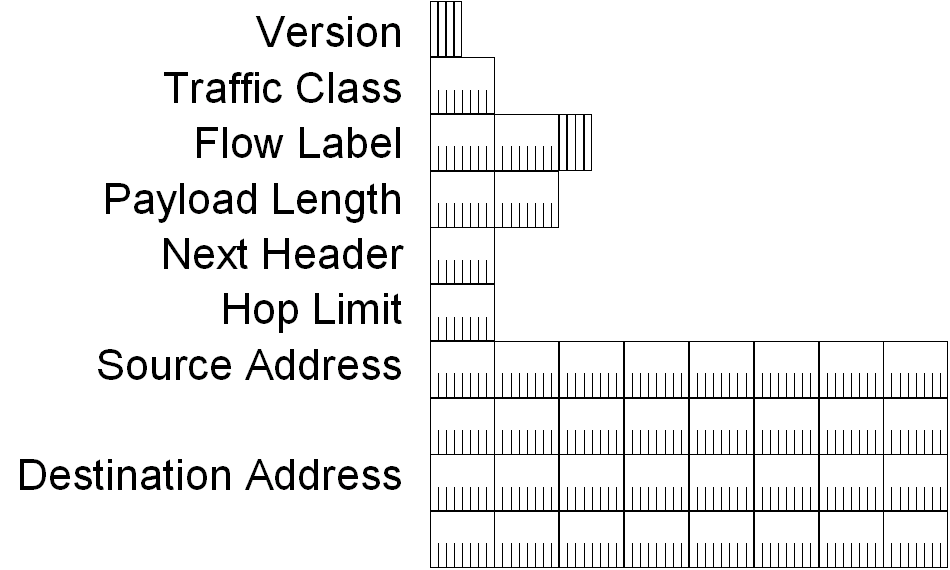 Version
Traffic Class
Flow Label
Payload Length
Next Header
Hop Limit
Source Address
Destination Address